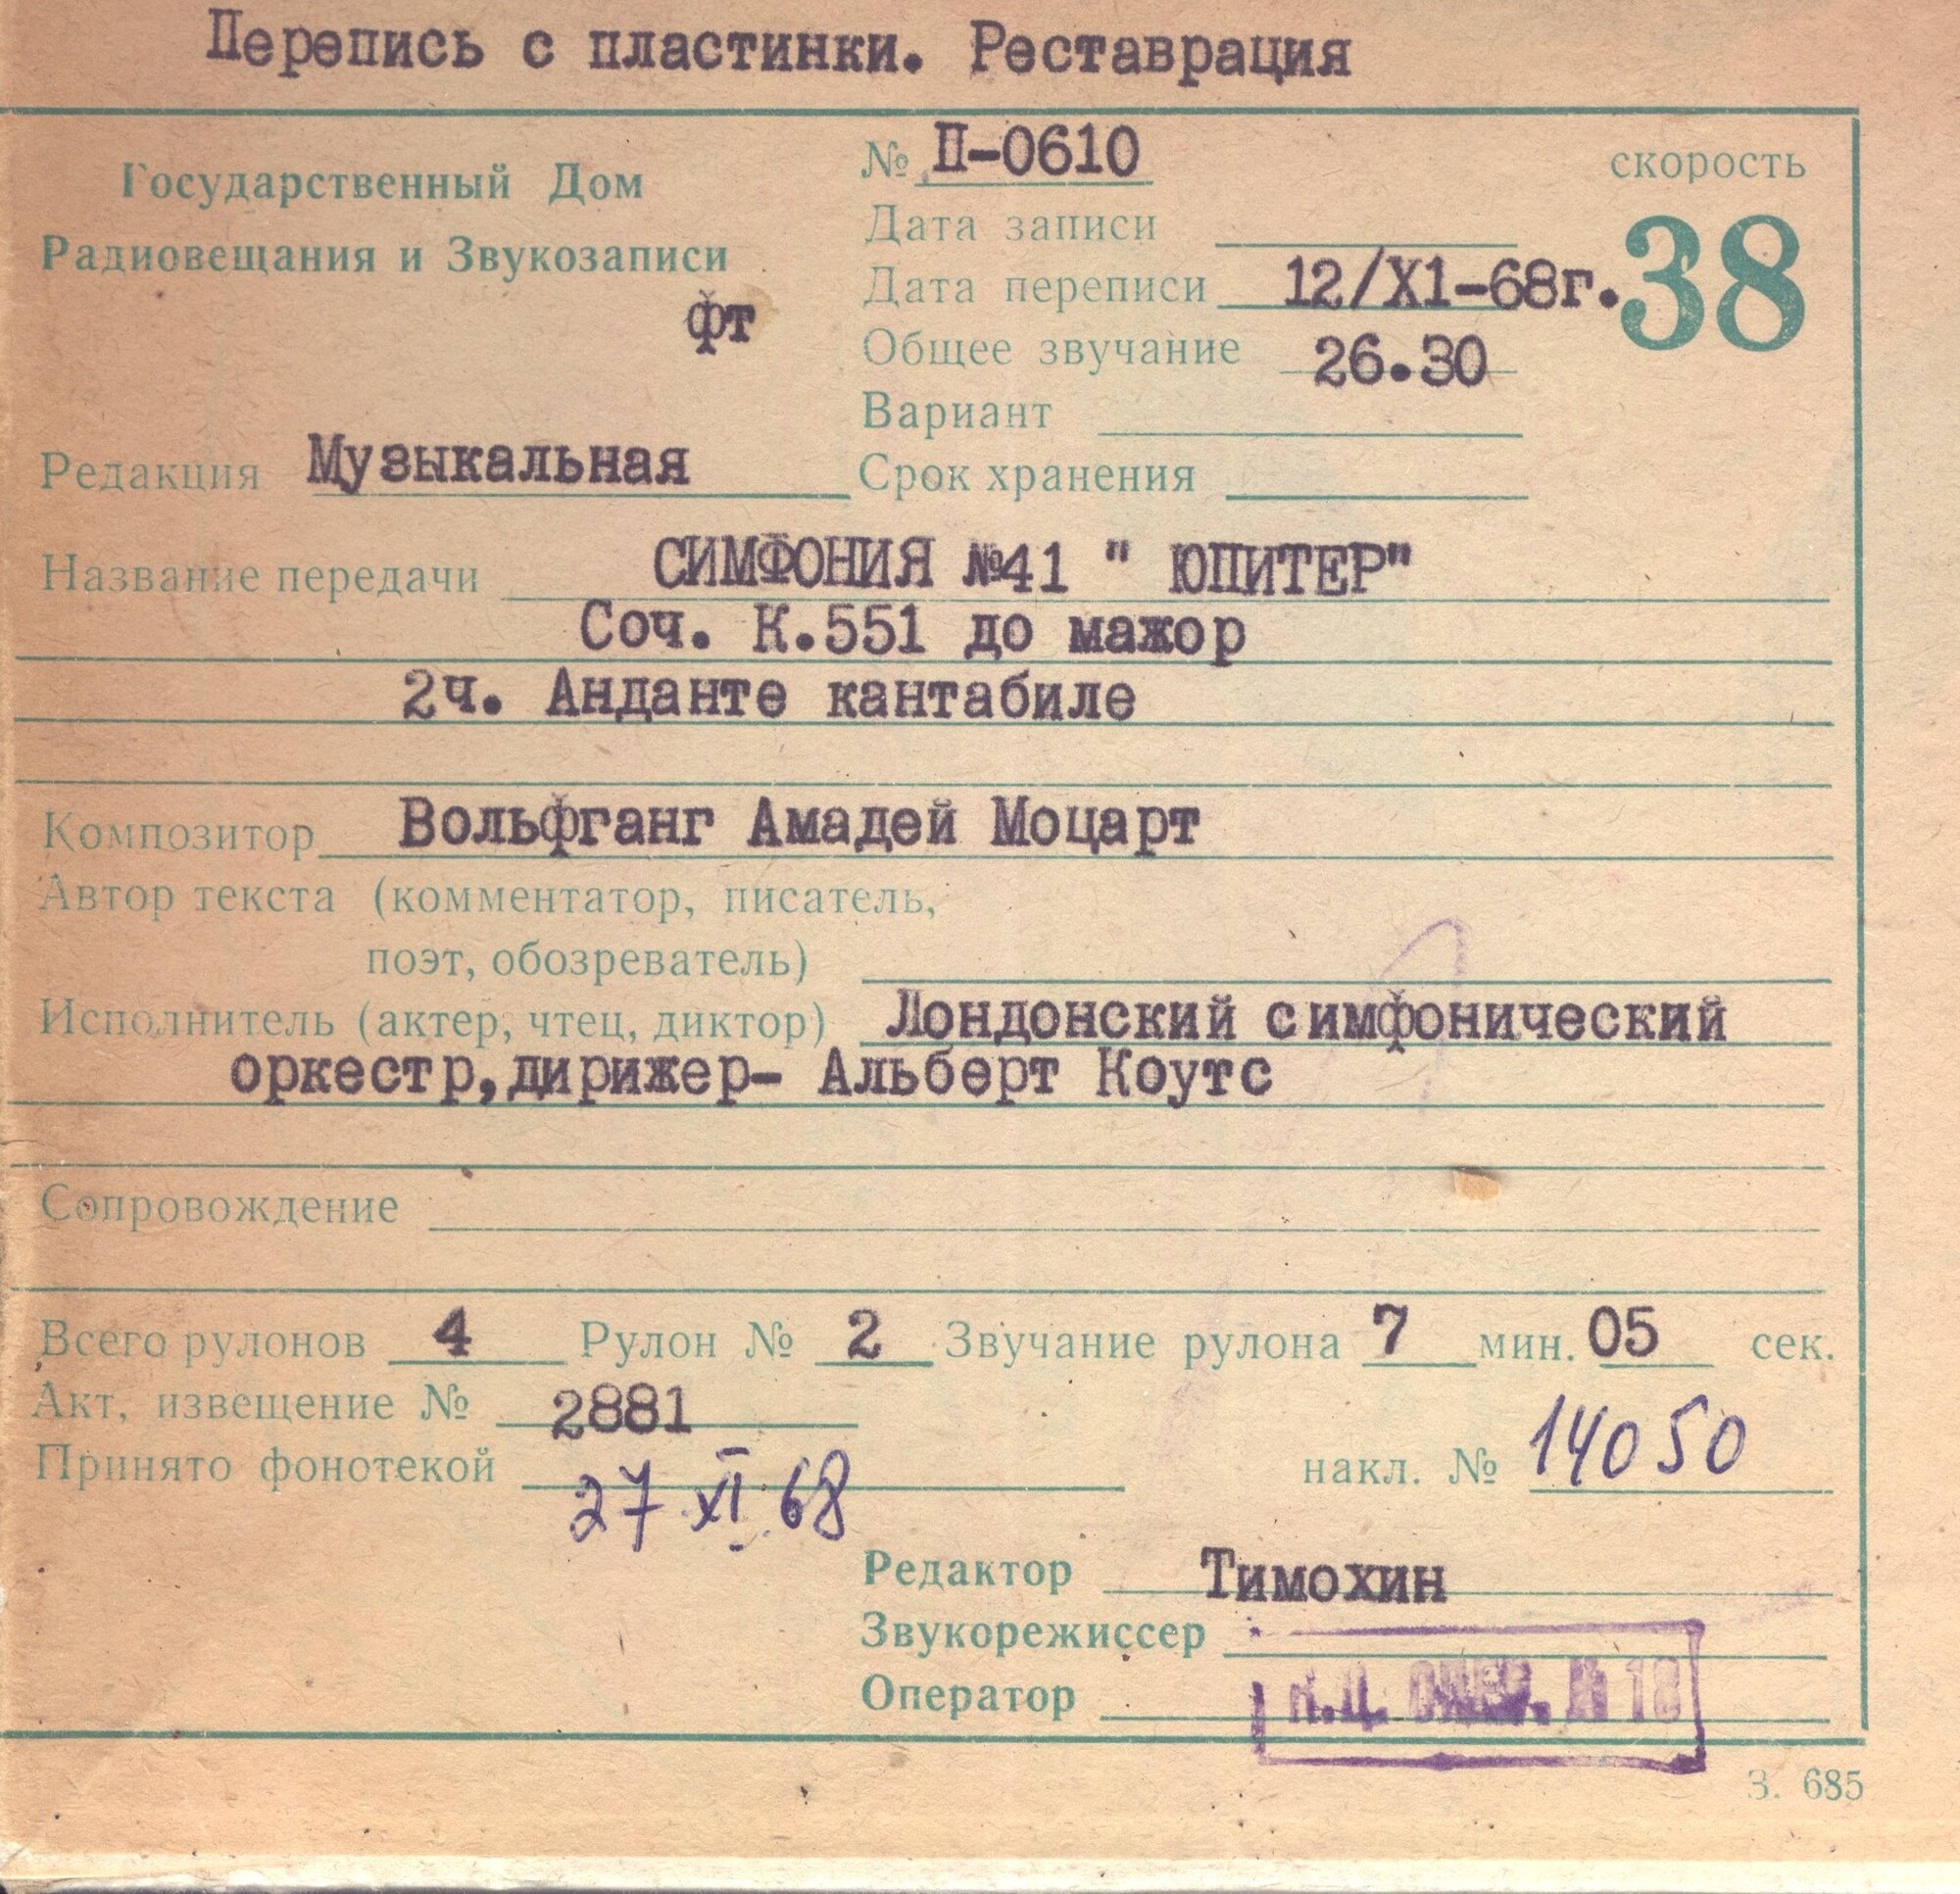 Перепись с пластинки. Реставрация
Государственный Дом
Радиовещания и Звукозаписи
фт
№ П-0610
скорость
38
Дата записи
Дата переписи 12/X1-68г.
Общее звучание 26.30
Вариант
Редакция Музыкальная
Срок хранения
Название передачи СИМФОНИЯ №41 " ЮПИТЕР"
Соч. К.551 до мажор
2ч. Анданте кантабиле
Композитор Вольфганг Амадей Моцарт
Автор текста (комментатор, писатель,
поэт, обозреватель)
Исполнитель (актер, чтец, диктор) Лондонский симфонический
оркестр,дирижер- Альберт Коутс
Сопровождение
Всего рулонов 4 Рулон № 2 Звучание рулона 7 мин. 05 сек.
Акт, извещение № 2881
Принято фонотекой 27 XI 68
накл. № 14050
Редактор Тимохин
Звукорежиссер
Оператор
З. 685